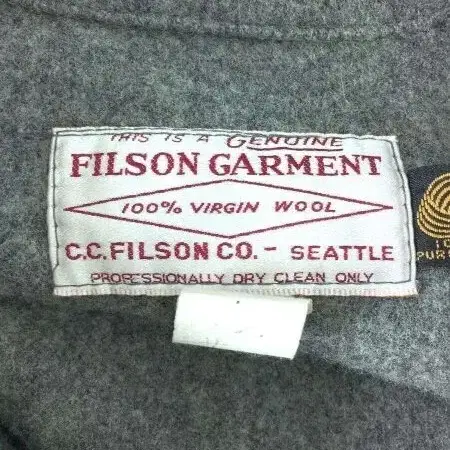 THIS IS A GENUINE
FILSON GARMENT
100% VIRGIN WOOL
C.C. FILSON CO. - SEATTLE
PROFESSIONALLY DRY CLEAN ONLY